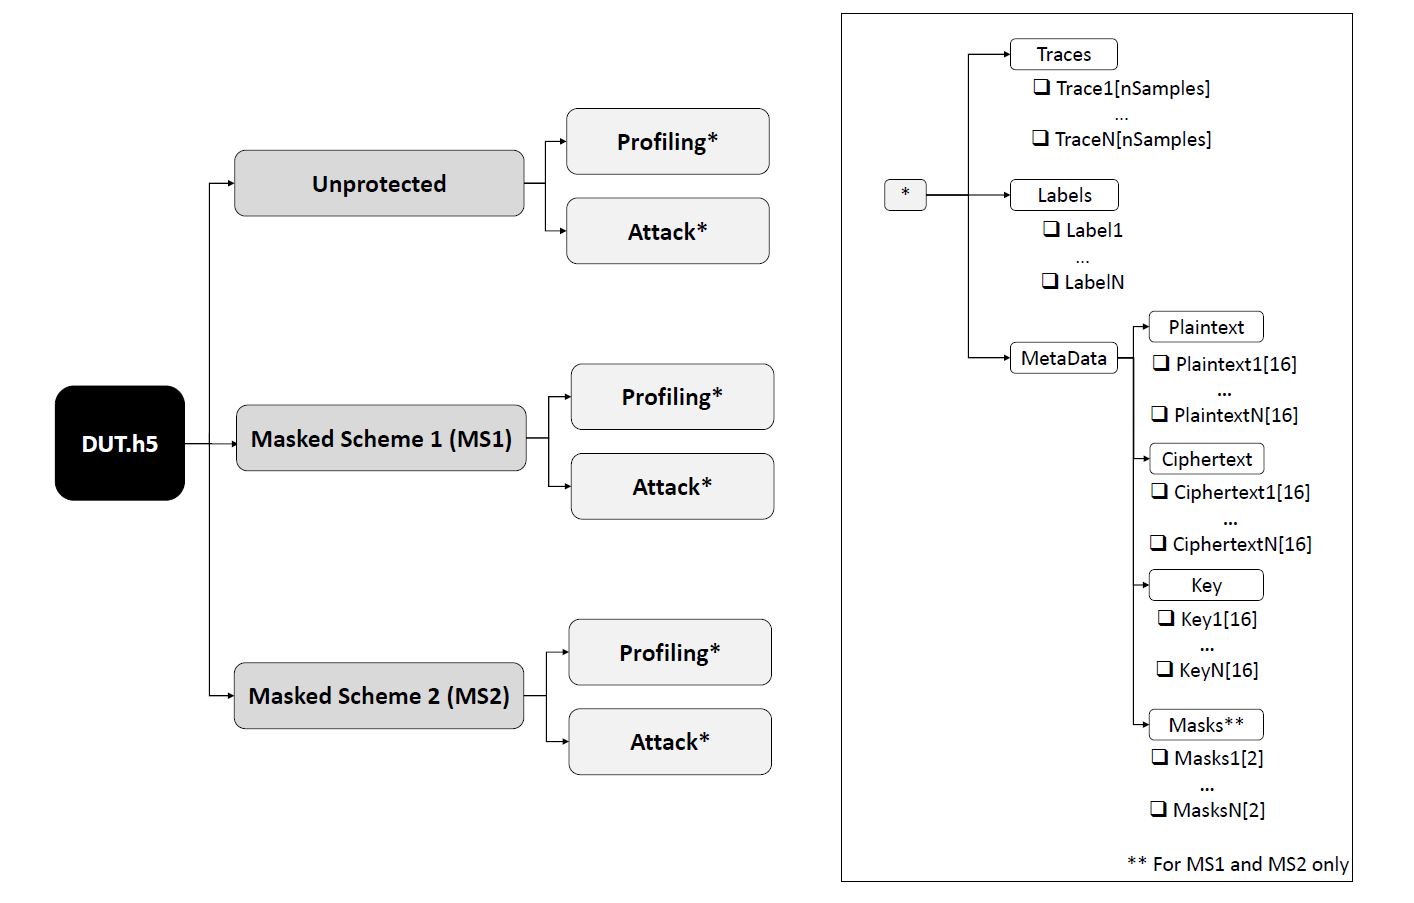 DUT.h5
Unprotected
Profiling*
Attack*
Masked Scheme 1 (MS1)
Profiling*
Attack*
Masked Scheme 2 (MS2)
Profiling*
Attack*
*
Traces
❑ Trace1[nSamples]
...
❑ TraceN[nSamples]
Labels
❑ Label1
...
❑ LabelN
MetaData
Plaintext
❑ Plaintext1[16]
...
❑ PlaintextN[16]
Ciphertext
❑ Ciphertext1[16]
...
❑ CiphertextN[16]
Key
❑ Key1[16]
...
❑ KeyN[16]
Masks**
❑ Masks1[2]
...
❑ MasksN[2]
** For MS1 and MS2 only